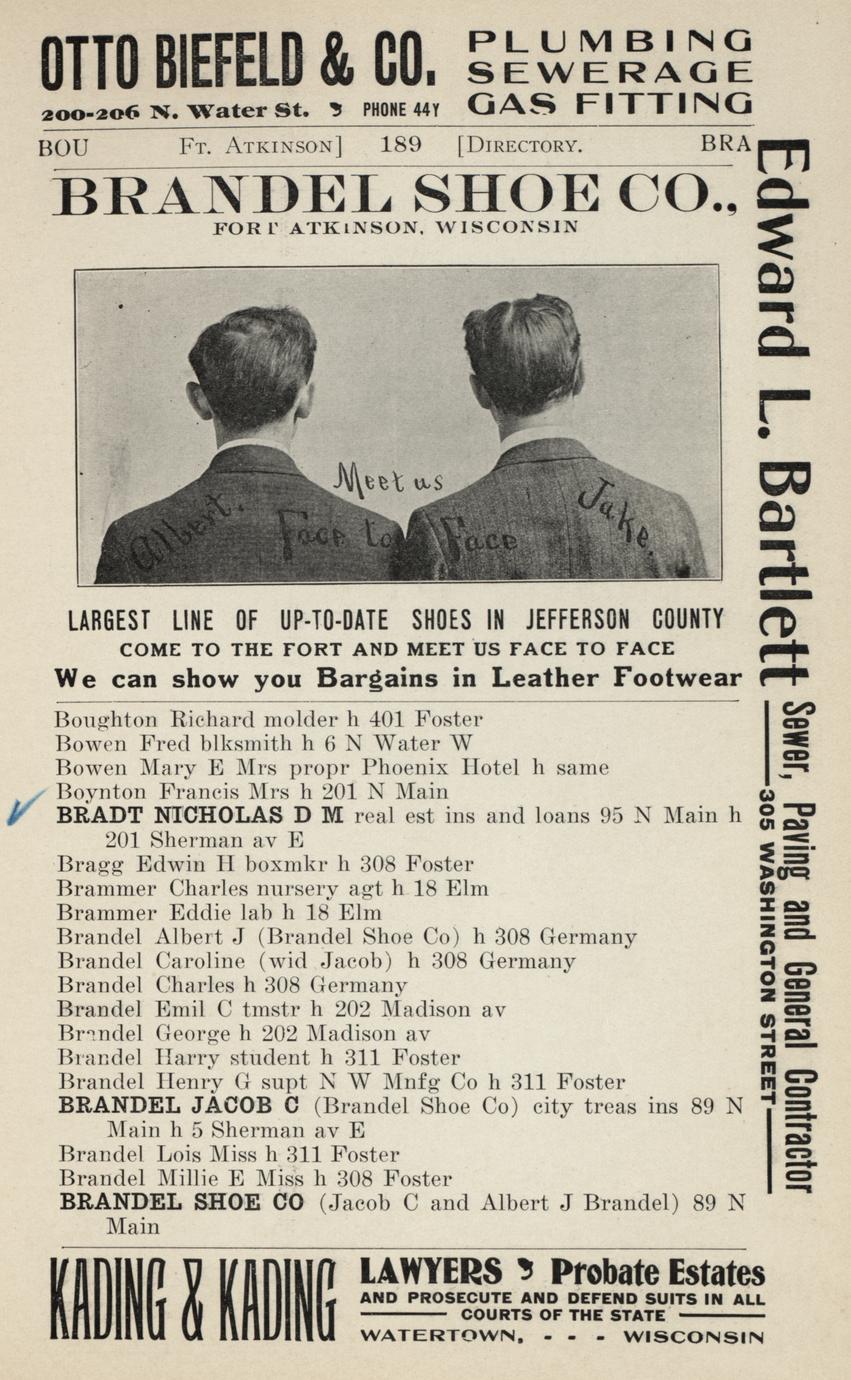 OTTO BIEFELD & CO.
200-206 N. Water St. PHONE 44Y
PLUMBING
SEWERAGE
GAS FITTING
BOU FT. ATKINSON] 189 [DIRECTORY. BRA
BRANDEL SHOE CO.,
FORT ATKINSON, WISCONSIN
Meet us
Albert. Face to Face Jake.
LARGEST LINE OF UP-TO-DATE SHOES IN JEFFERSON COUNTY
COME TO THE FORT AND MEET US FACE TO FACE
We can show you Bargains in Leather Footwear
Boughton Richard molder h 401 Foster
Bowen Fred blksmith h 6 N Water W
Bowen Mary E Mrs propr Phoenix Hotel h same
Boynton Francis Mrs h 201 N Main
BRADT NICHOLAS D M real est ins and loans 95 N Main h
201 Sherman av E
Bragg Edwin H boxmkr h 308 Foster
Brammer Charles nursery agt h 18 Elm
Brammer Eddie lab h 18 Elm
Brandel Albert J (Brandel Shoe Co) h 308 Germany
Brandel Caroline (wid Jacob) h 308 Germany
Brandel Charles h 308 Germany
Brandel Emil C tmstr h 202 Madison av
Brandel George h 202 Madison av
Brandel Harry student h 311 Foster
Brandel Henry G supt N W Mnfg Co h 311 Foster
BRANDEL JACOB C (Brandel Shoe Co) city treas ins 89 N
Main h 5 Sherman av E
Brandel Lois Miss h 311 Foster
Brandel Millie E Miss h 308 Foster
BRANDEL SHOE CO (Jacob C and Albert J Brandel) 89 N
Main
Edward L. Bartlett
Sewer, Paving and General Contractor
305 WASHINGTON STREET
KADING & KADING
LAWYERS Probate Estates
AND PROSECUTE AND DEFEND SUITS IN ALL
COURTS OF THE STATE
WATERTOWN, - - - WISCONSIN